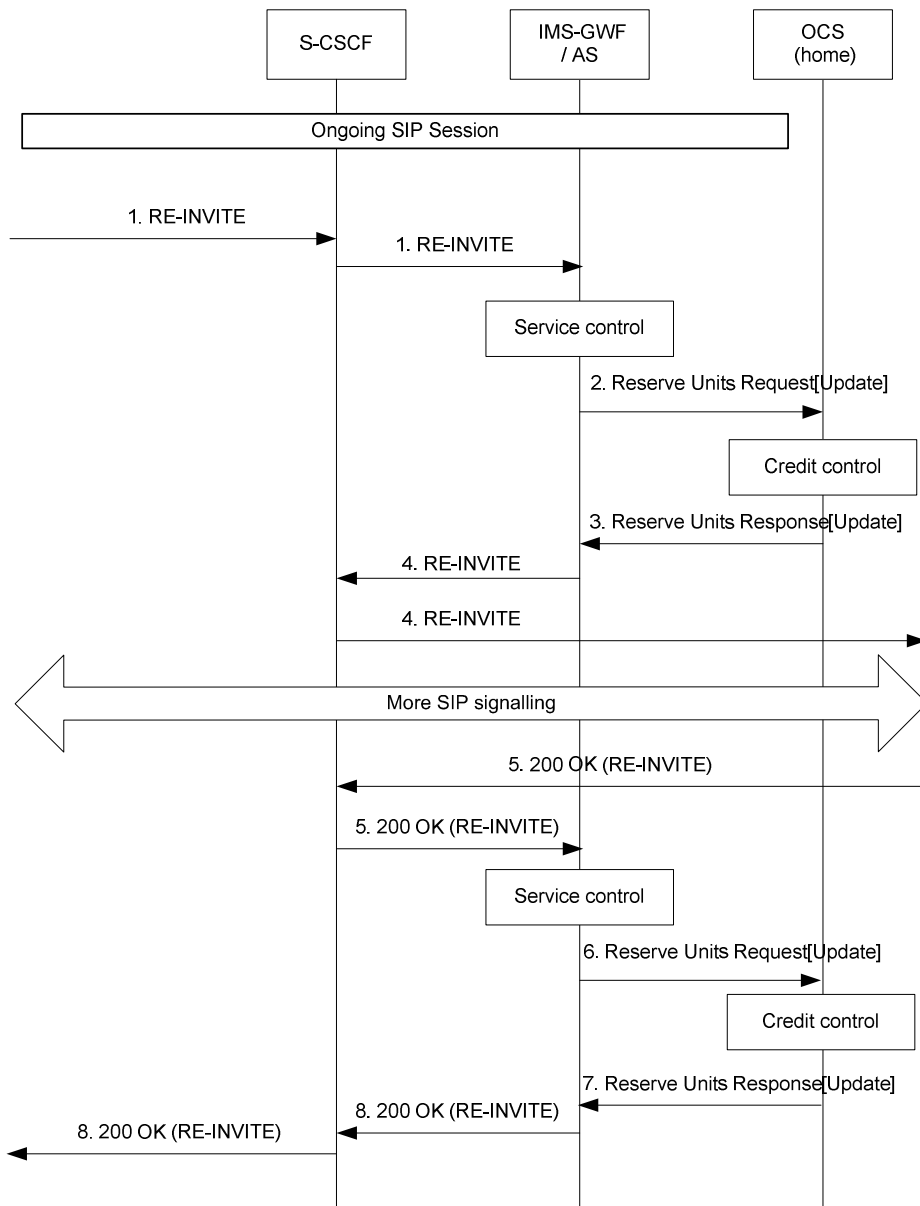 S-CSCF
IMS-GWF
/ AS
OCS
(home)
Ongoing SIP Session
1. RE-INVITE
1. RE-INVITE
Service control
2. Reserve Units Request[Update]
Credit control
3. Reserve Units Response[Update]
4. RE-INVITE
4. RE-INVITE
More SIP signalling
5. 200 OK (RE-INVITE)
5. 200 OK (RE-INVITE)
Service control
6. Reserve Units Request[Update]
Credit control
7. Reserve Units Response[Update]
8. 200 OK (RE-INVITE)
8. 200 OK (RE-INVITE)